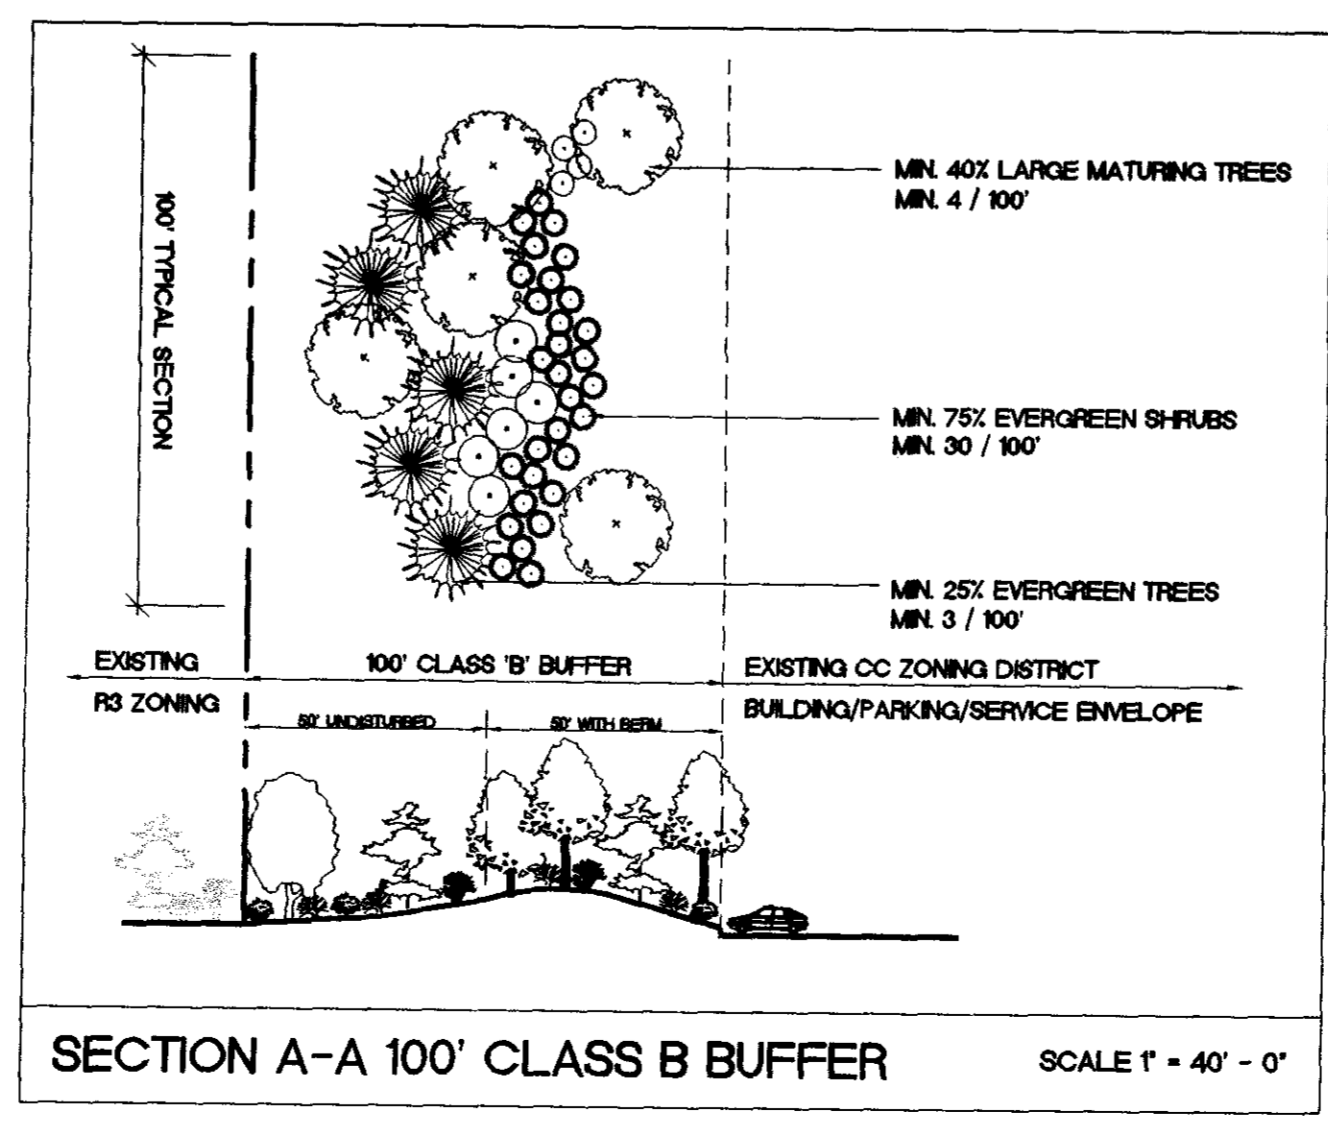 100' TYPICAL SECTION
MIN. 40% LARGE MATURING TREES
MIN. 4 / 100'
MIN. 75% EVERGREEN SHRUBS
MIN. 30 / 100'
MIN. 25% EVERGREEN TREES
MIN. 3 / 100'
EXISTING
R3 ZONING
100' CLASS 'B' BUFFER
EXISTING CC ZONING DISTRICT
BUILDING/PARKING/SERVICE ENVELOPE
50' UNDISTURBED
50' WITH BERM
SECTION A-A 100' CLASS B BUFFER
SCALE 1" = 40' - 0"